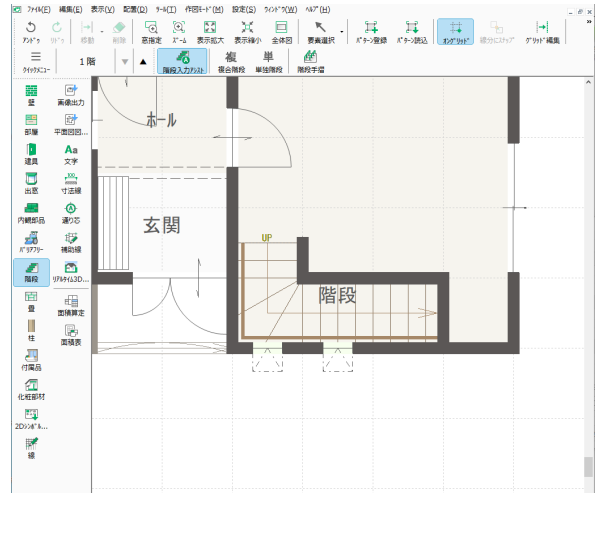 ﾌｧｲﾙ(F) 編集(E) 表示(V) 配置(D) ﾂｰﾙ(T) 作図ﾓｰﾄﾞ(M) 設定(S) ｳｨﾝﾄﾞｳ(W) ﾍﾙﾌﾟ(H)
ｱﾝﾄﾞｩ ﾘﾄﾞｩ 移動 削除 窓指定 ｽﾞｰﾑ 表示拡大 表示縮小 全体図 要素選択 ﾊﾟﾀｰﾝ登録 ﾊﾟﾀｰﾝ読込 ｵﾝｸﾞﾘｯﾄﾞ 線分にｽﾅｯﾌﾟ ｸﾞﾘｯﾄﾞ編集
ｸｲｯｸﾒﾆｭｰ 1 階 階段入力ｱｼｽﾄ 複 複合階段 単 単独階段 階段手摺
壁 画像出力
部屋 平面図図...
建具 Aa 文字
出窓 100 寸法線
内観部品 通り芯
ﾊﾞﾘｱﾌﾘｰ 補助線
階段 ﾘｱﾙﾀｲﾑ3D...
畳 面積算定
柱 面積表
付属品
化粧部材
2Dｼﾝﾎﾞﾙ...
線
ホール
玄関
UP
階段